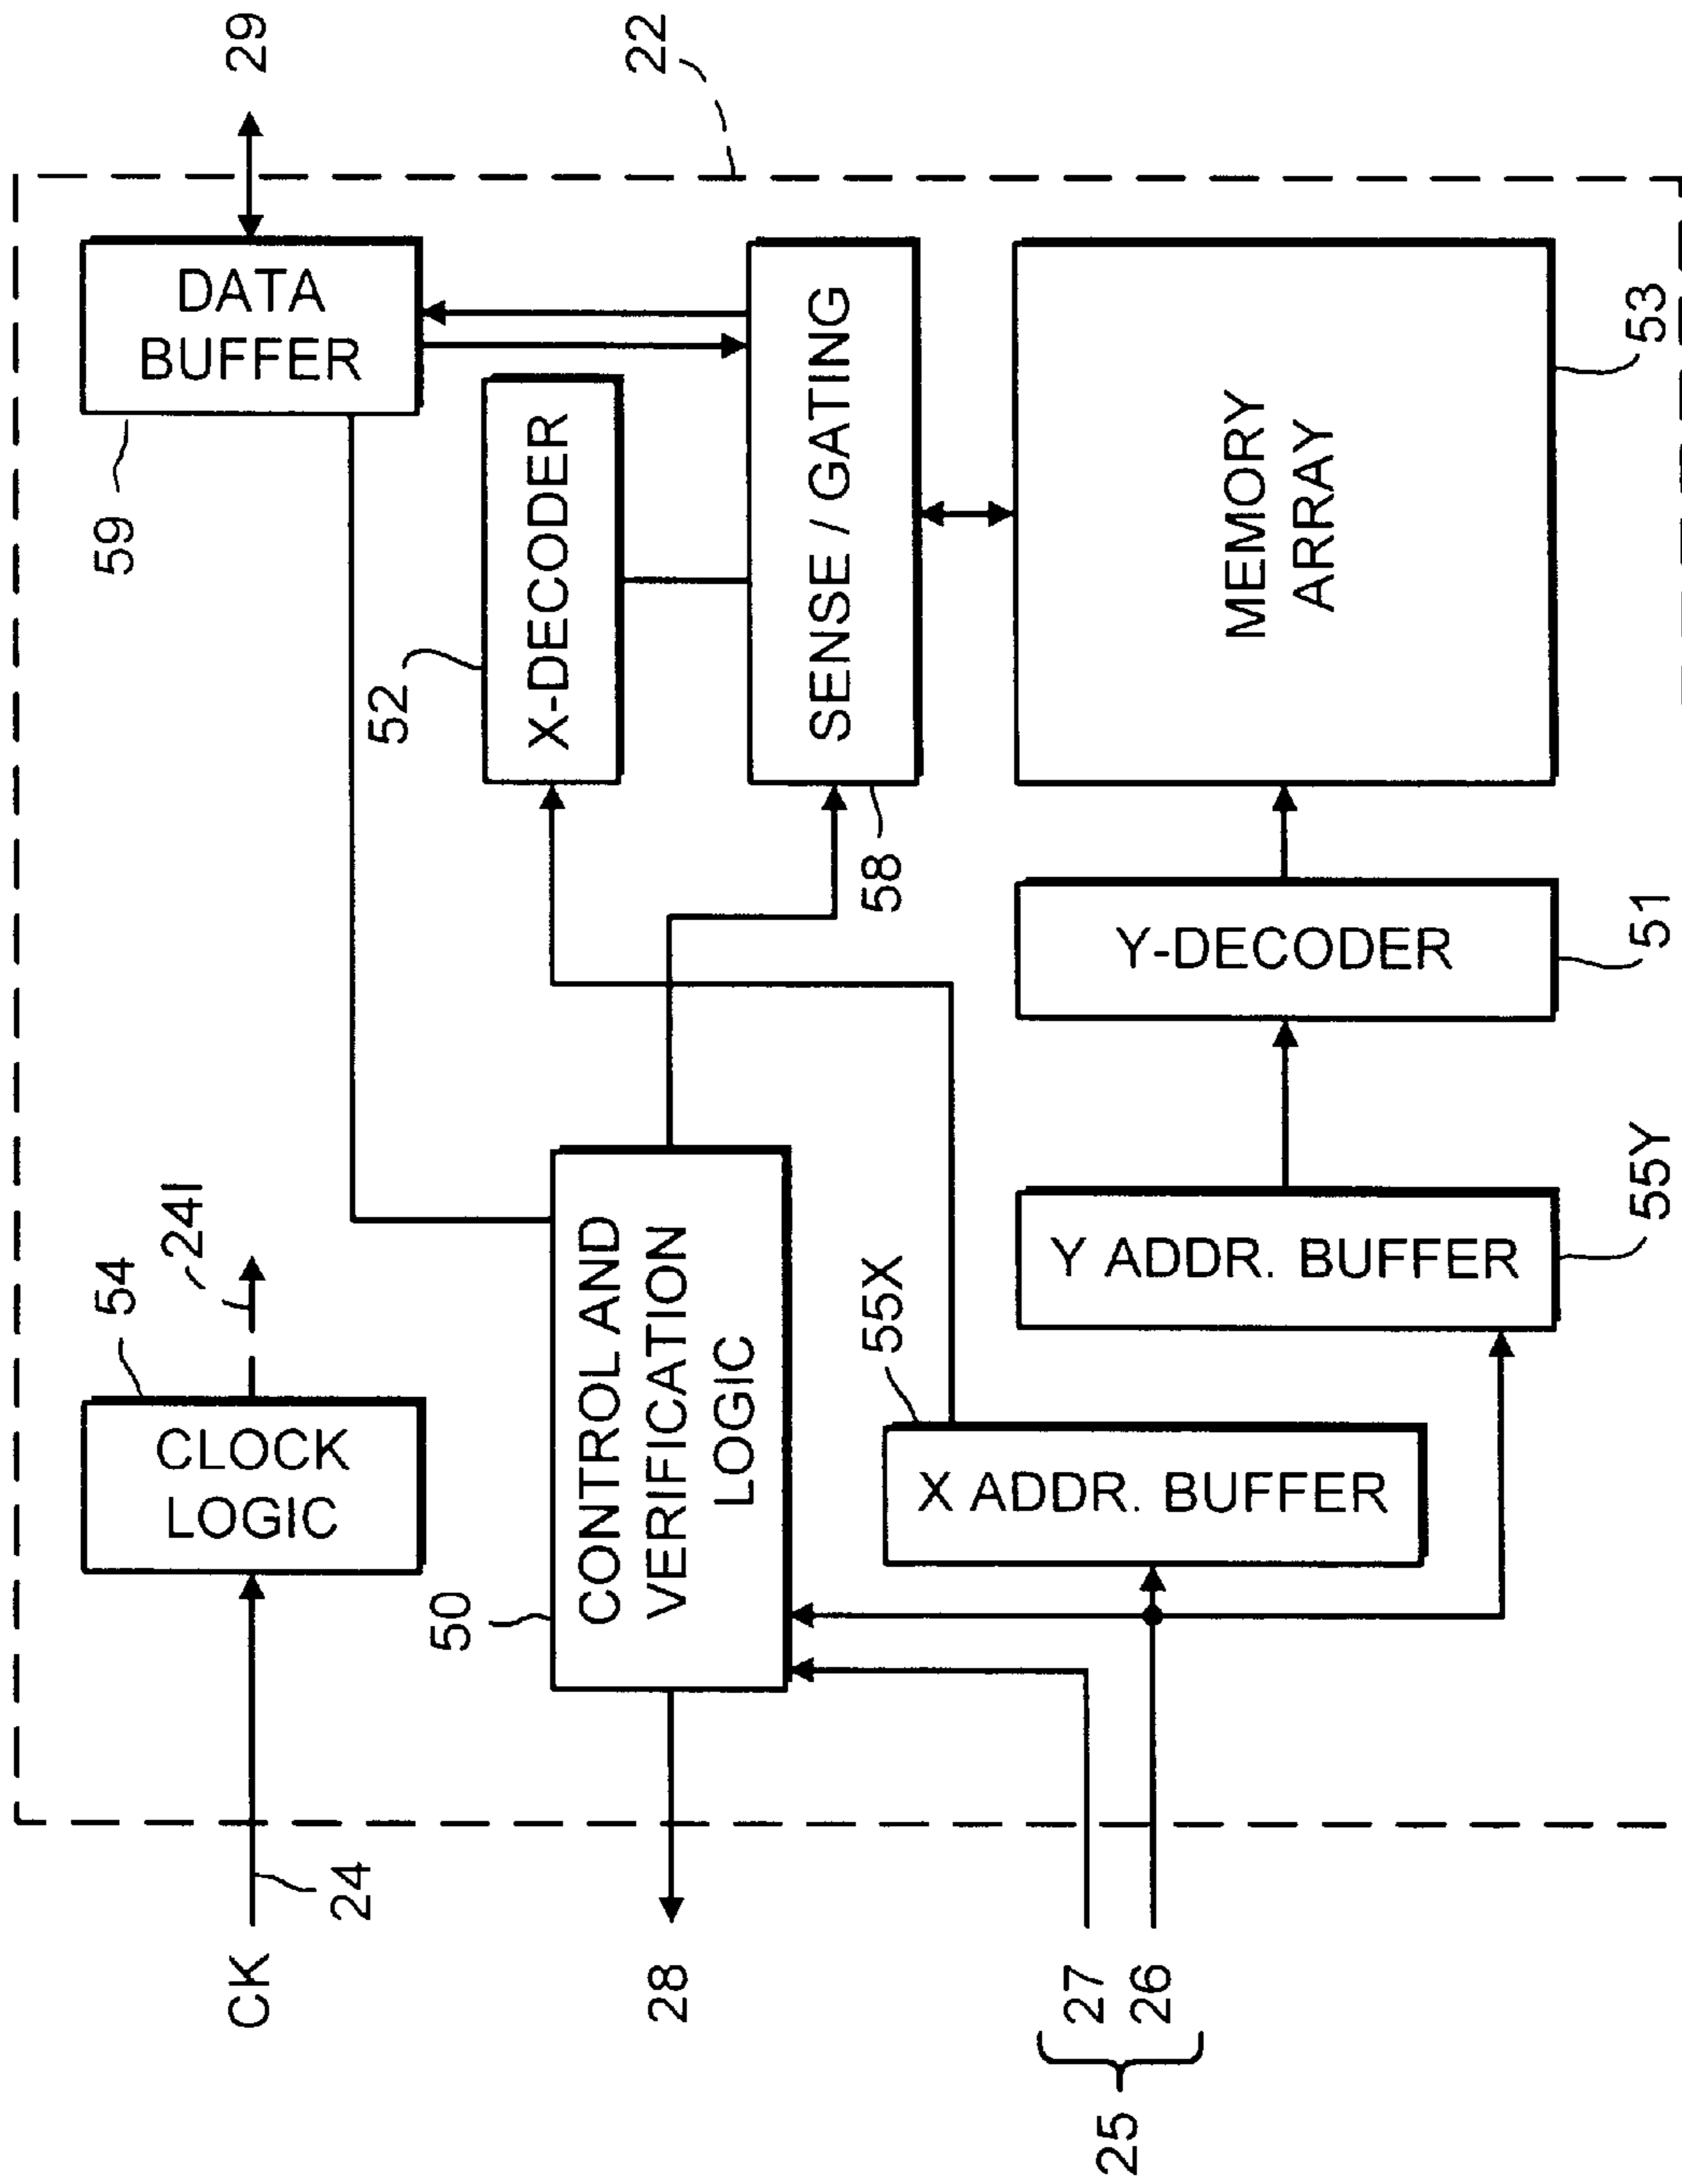 CK
24
CLOCK
LOGIC
54
24I
DATA
BUFFER
59
29
22
28
50
CONTROL AND
VERIFICATION
LOGIC
52
X-DECODER
SENSE / GATING
58
25
27
26
55X
X ADDR. BUFFER
Y ADDR. BUFFER
55Y
Y-DECODER
51
MEMORY
ARRAY
53